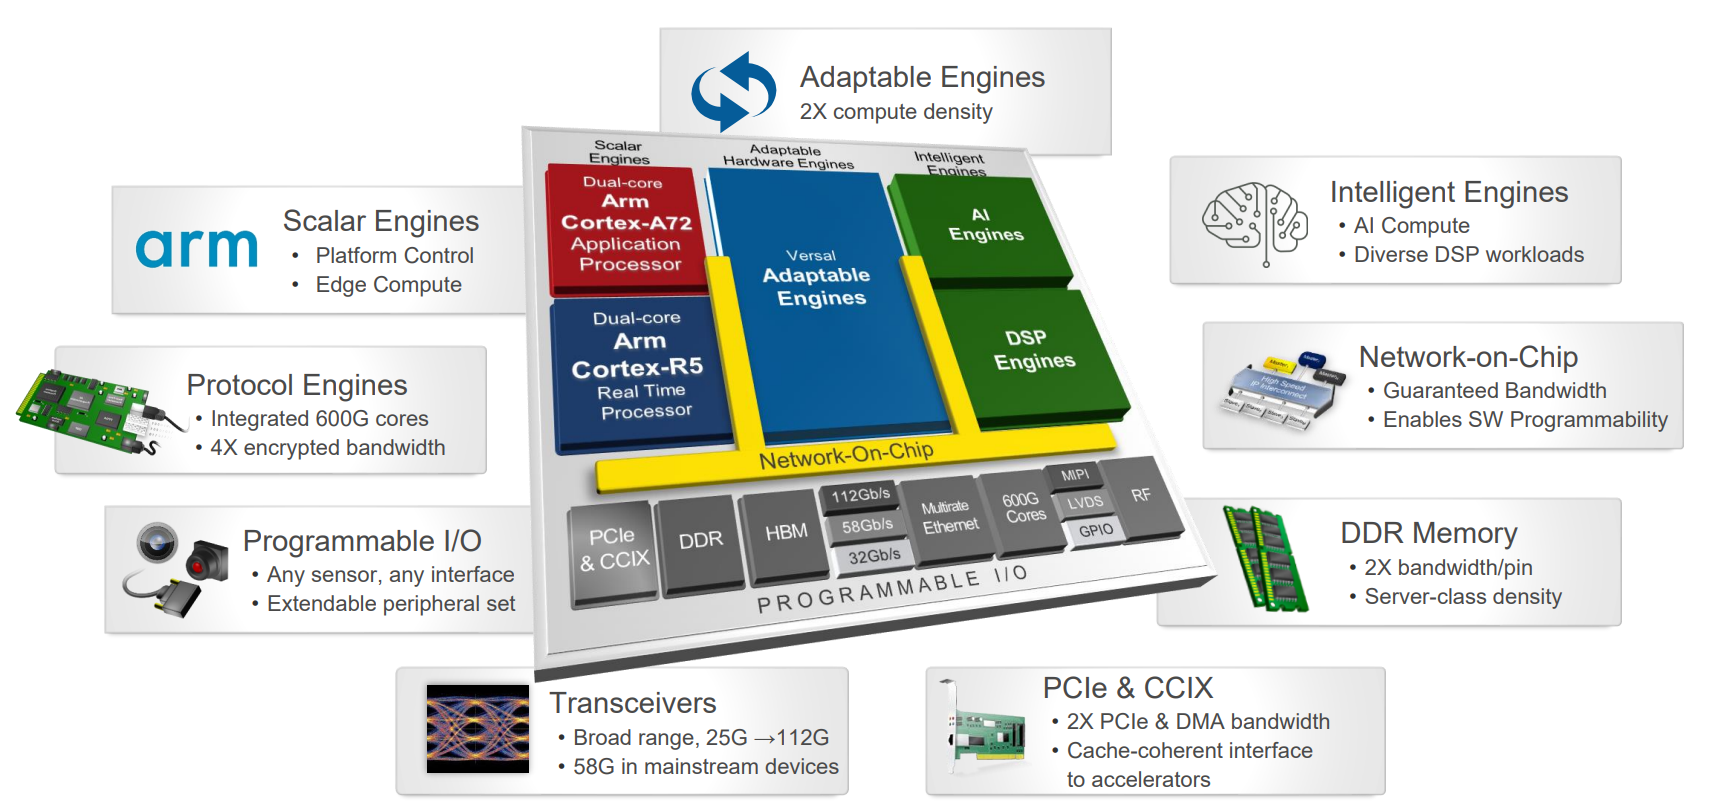 Adaptable Engines
2X compute density
arm
Scalar Engines
• Platform Control
• Edge Compute
Protocol Engines
• Integrated 600G cores
• 4X encrypted bandwidth
Programmable I/O
• Any sensor, any interface
• Extendable peripheral set
Transceivers
• Broad range, 25G →112G
• 58G in mainstream devices
Scalar
Engines
Adaptable
Hardware Engines
Intelligent
Engines
Dual-core
Arm
Cortex-A72
Application
Processor
Dual-core
Arm
Cortex-R5
Real Time
Processor
Versal
Adaptable
Engines
AI
Engines
DSP
Engines
Network-On-Chip
PCIe
& CCIX
DDR
HBM
112Gb/s
58Gb/s
32Gb/s
Multirate
Ethernet
600G
Cores
MIPI
LVDS
GPIO
RF
PROGRAMMABLE I/O
Intelligent Engines
• AI Compute
• Diverse DSP workloads
High Speed
IP Interconnect
Network-on-Chip
• Guaranteed Bandwidth
• Enables SW Programmability
DDR Memory
• 2X bandwidth/pin
• Server-class density
PCIe & CCIX
• 2X PCIe & DMA bandwidth
• Cache-coherent interface
to accelerators